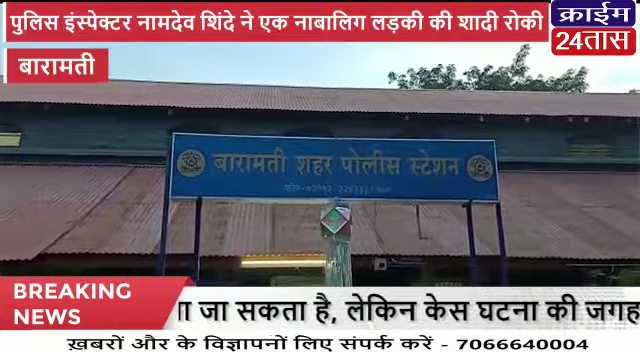 पुलिस इंस्पेक्टर नामदेव शिंदे ने एक नाबालिग लड़की की शादी रोकी
क्राईम
24तास
बारामती
बारामती शहर पोलीस स्टेशन
BREAKING
NEWS
जा सकता है, लेकिन केस घटना की जगह
ख़बरों और के विज्ञापनों लिए संपर्क करें - 7066640004